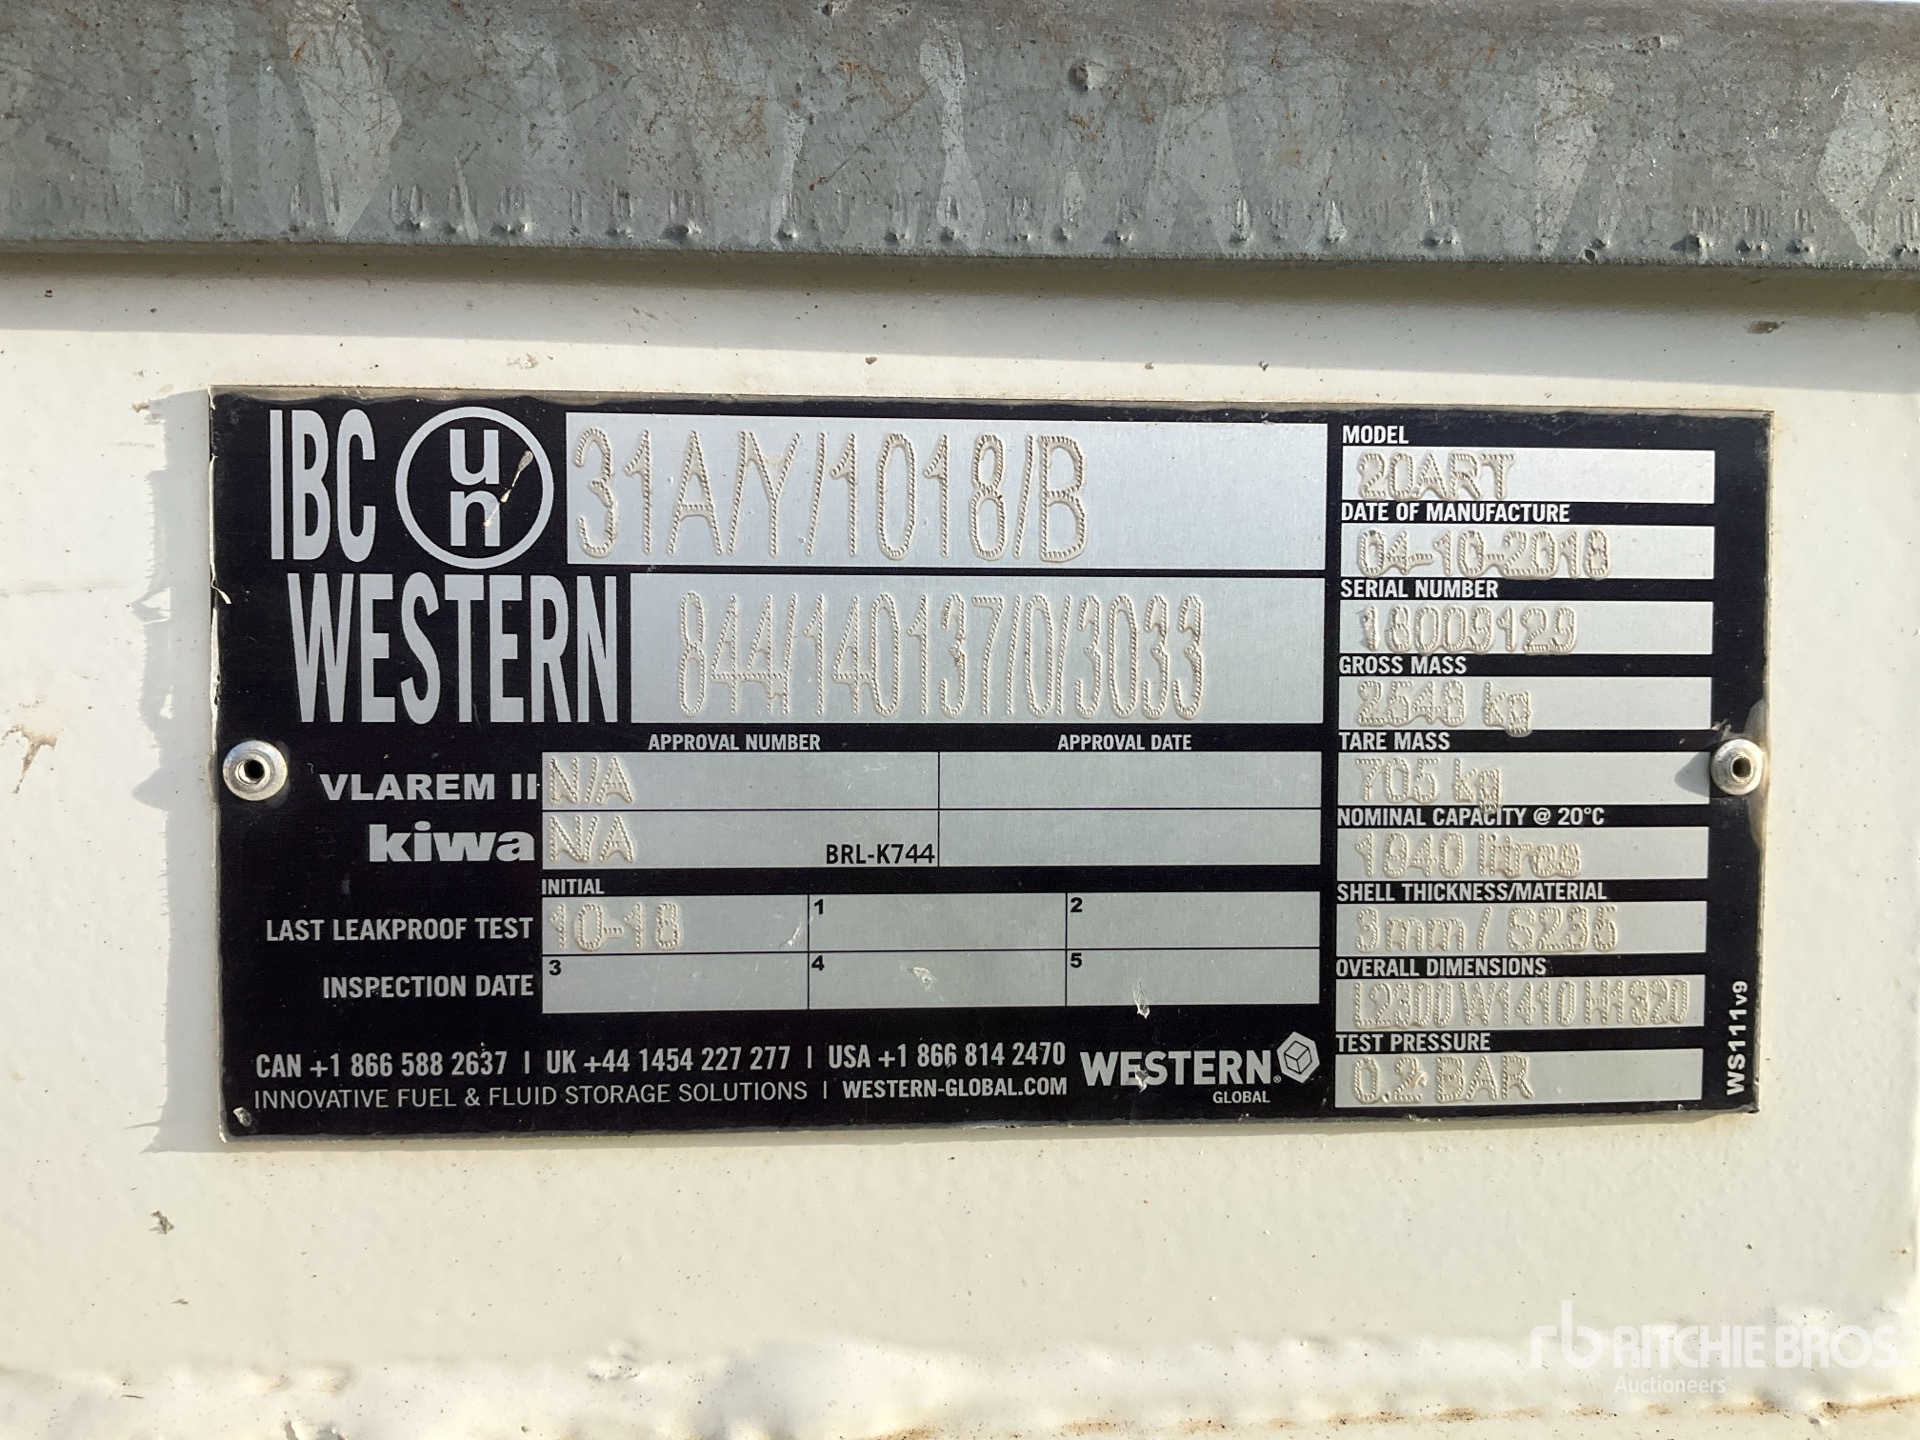 IBC un 31A/Y/1018/B
WESTERN 844/140137/0/3033
APPROVAL NUMBER APPROVAL DATE
VLAREM II N/A
kiwa N/A BRL-K744
INITIAL
LAST LEAKPROOF TEST 10-18 1 2
INSPECTION DATE 3 4 5
CAN +1 866 588 2637 | UK +44 1454 227 277 | USA +1 866 814 2470
INNOVATIVE FUEL & FLUID STORAGE SOLUTIONS | WESTERN-GLOBAL.COM
WESTERN®
GLOBAL
MODEL
20ART
DATE OF MANUFACTURE
04-10-2018
SERIAL NUMBER
18009129
GROSS MASS
2548 kg
TARE MASS
705 kg
NOMINAL CAPACITY @ 20°C
1940 litres
SHELL THICKNESS/MATERIAL
3mm / S235
OVERALL DIMENSIONS
L2300 W1410 H1320
TEST PRESSURE
0.2 BAR
WS111v9
rb RITCHIE BROS.
Auctioneers